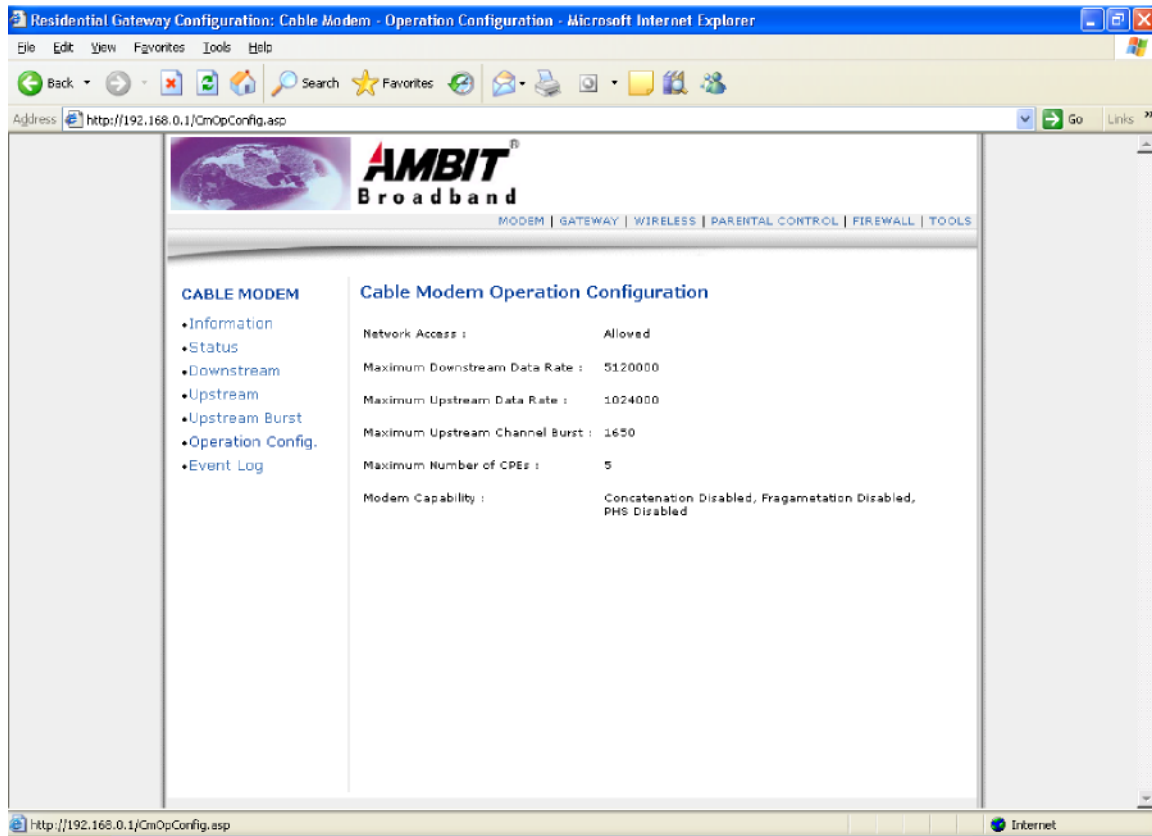 Residential Gateway Configuration: Cable Modem - Operation Configuration - Microsoft Internet Explorer
File Edit View Favorites Tools Help
Back Search Favorites
Address http://192.168.0.1/CmOpConfig.asp Go Links »
AMBIT®
Broadband
MODEM | GATEWAY | WIRELESS | PARENTAL CONTROL | FIREWALL | TOOLS
CABLE MODEM
•Information
•Status
•Downstream
•Upstream
•Upstream Burst
•Operation Config.
•Event Log
Cable Modem Operation Configuration
Network Access : Allowed
Maximum Downstream Data Rate : 5120000
Maximum Upstream Data Rate : 1024000
Maximum Upstream Channel Burst : 1650
Maximum Number of CPEs : 5
Modem Capability : Concatenation Disabled, Fragametation Disabled,
PHS Disabled
http://192.168.0.1/CmOpConfig.asp Internet